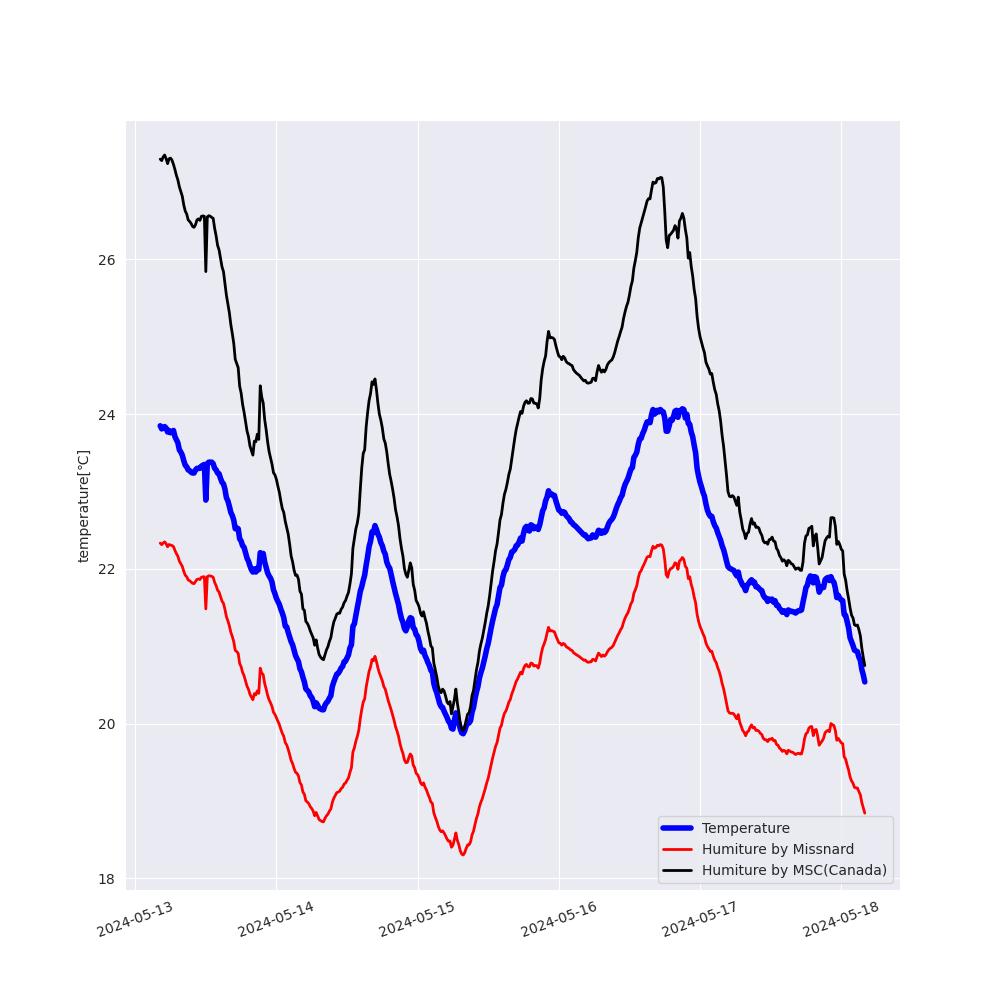 26
24
22
20
18
temperature[℃]
Temperature
Humiture by Missnard
Humiture by MSC(Canada)
2024-05-13
2024-05-14
2024-05-15
2024-05-16
2024-05-17
2024-05-18